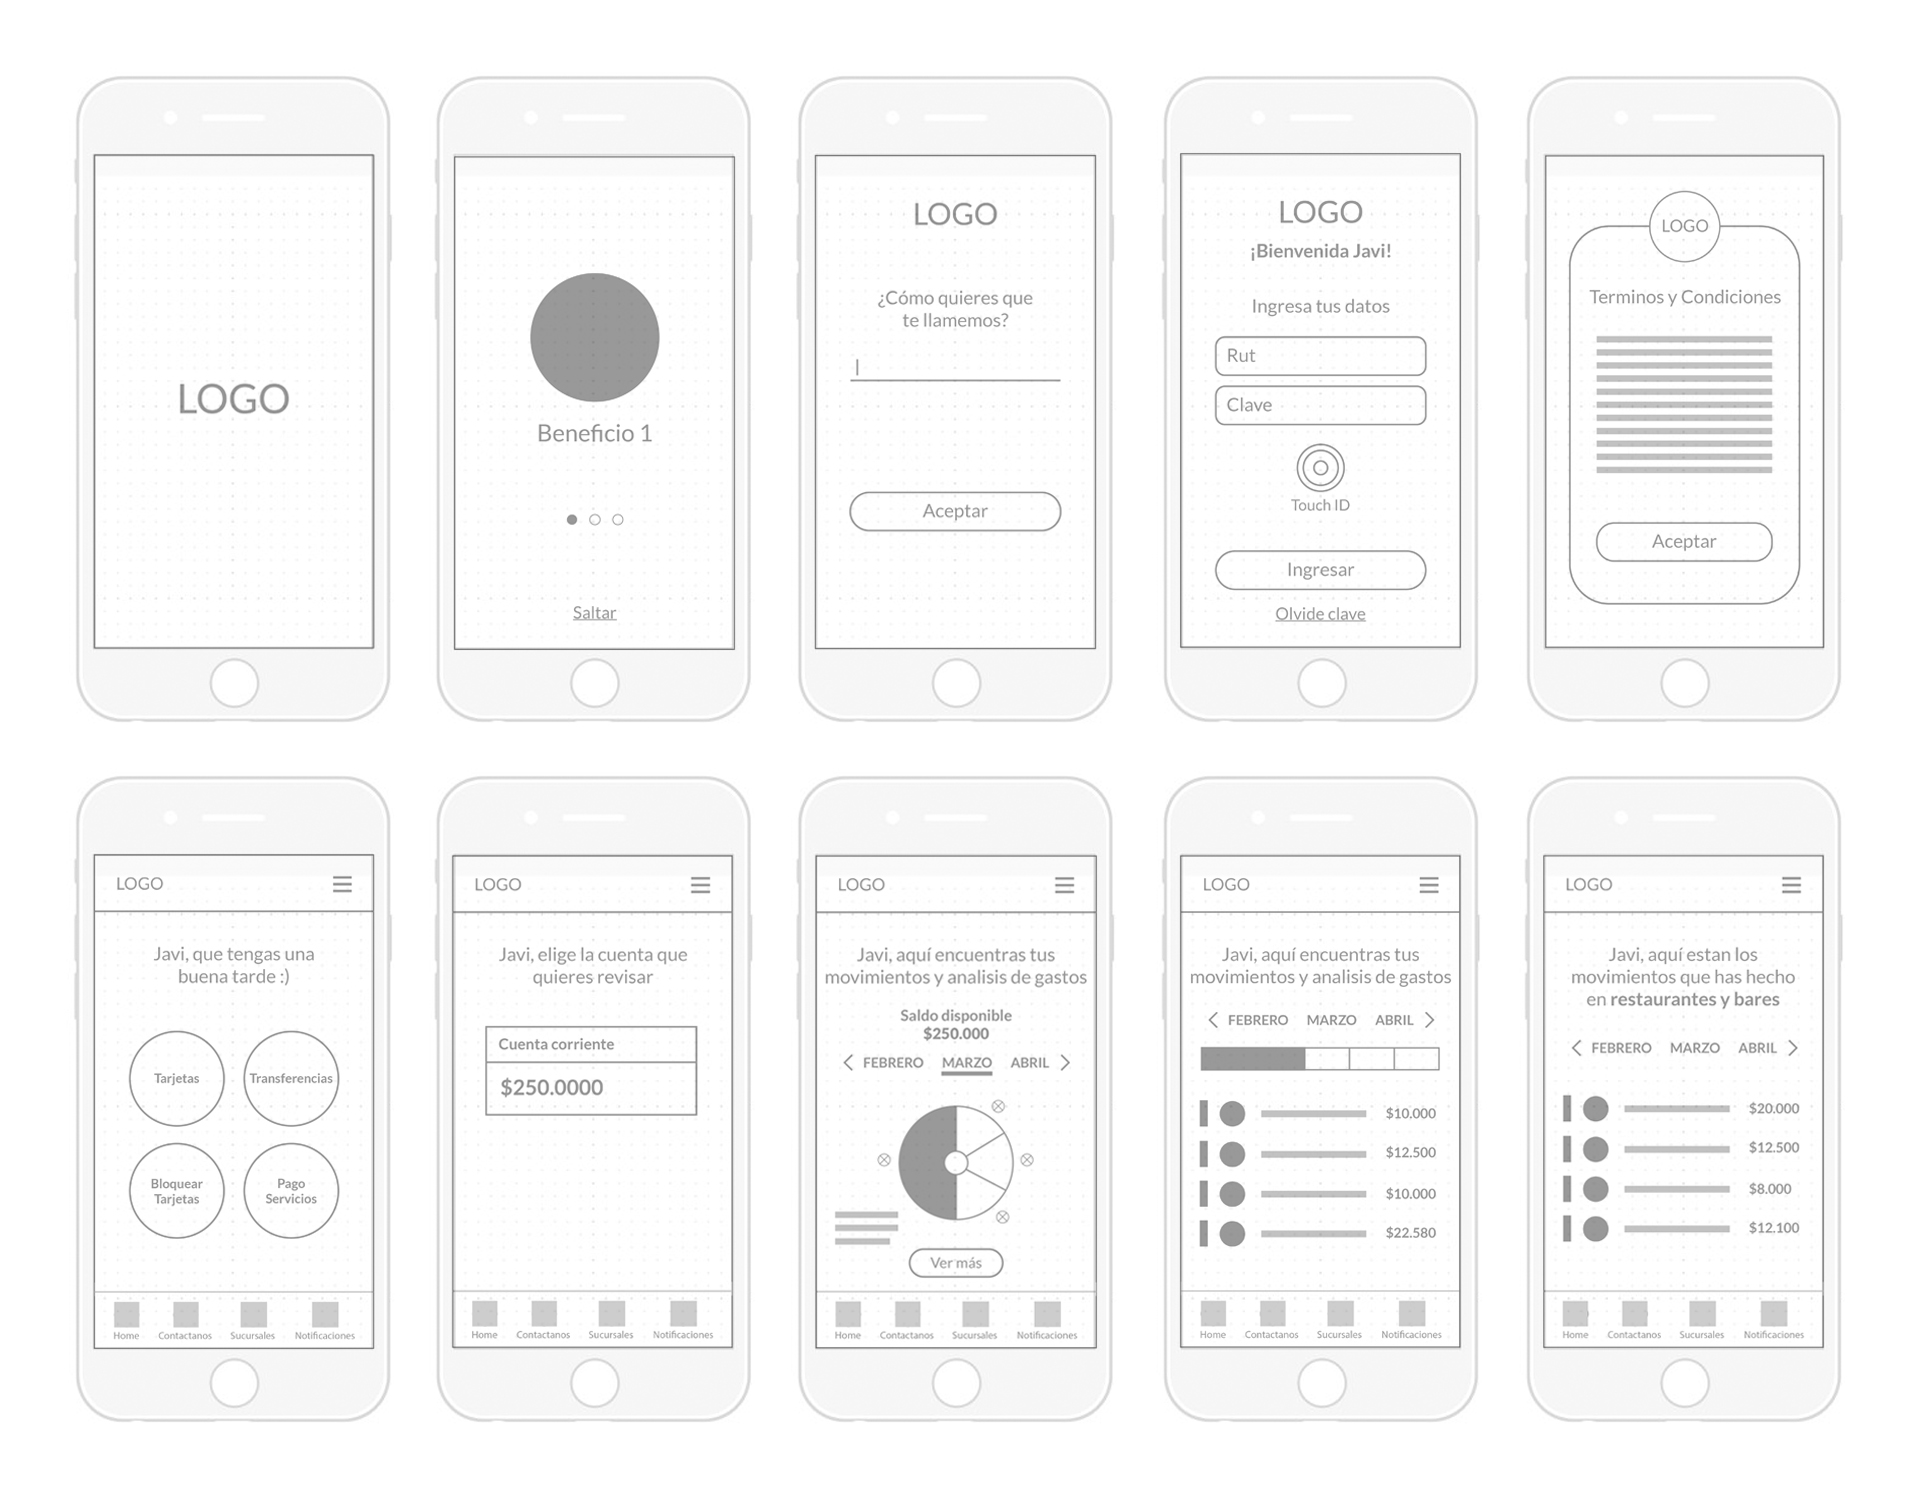 LOGO
Beneficio 1
Saltar
LOGO
¿Cómo quieres que
te llamemos?
Aceptar
LOGO
¡Bienvenida Javi!
Ingresa tus datos
Rut
Clave
Touch ID
Ingresar
Olvide clave
LOGO
Terminos y Condiciones
Aceptar
LOGO
Javi, que tengas una
buena tarde :)
Tarjetas
Transferencias
Bloquear
Tarjetas
Pago
Servicios
Home Contactanos Sucursales Notificaciones
LOGO
Javi, elige la cuenta que
quieres revisar
Cuenta corriente
$250.0000
Home Contactanos Sucursales Notificaciones
LOGO
Javi, aquí encuentras tus
movimientos y analisis de gastos
Saldo disponible
$250.000
FEBRERO MARZO ABRIL
Ver más
Home Contactanos Sucursales Notificaciones
LOGO
Javi, aquí encuentras tus
movimientos y analisis de gastos
FEBRERO MARZO ABRIL
$10.000
$12.500
$10.000
$22.580
Home Contactanos Sucursales Notificaciones
LOGO
Javi, aquí estan los
movimientos que has hecho
en restaurantes y bares
FEBRERO MARZO ABRIL
$20.000
$12.500
$8.000
$12.100
Home Contactanos Sucursales Notificaciones